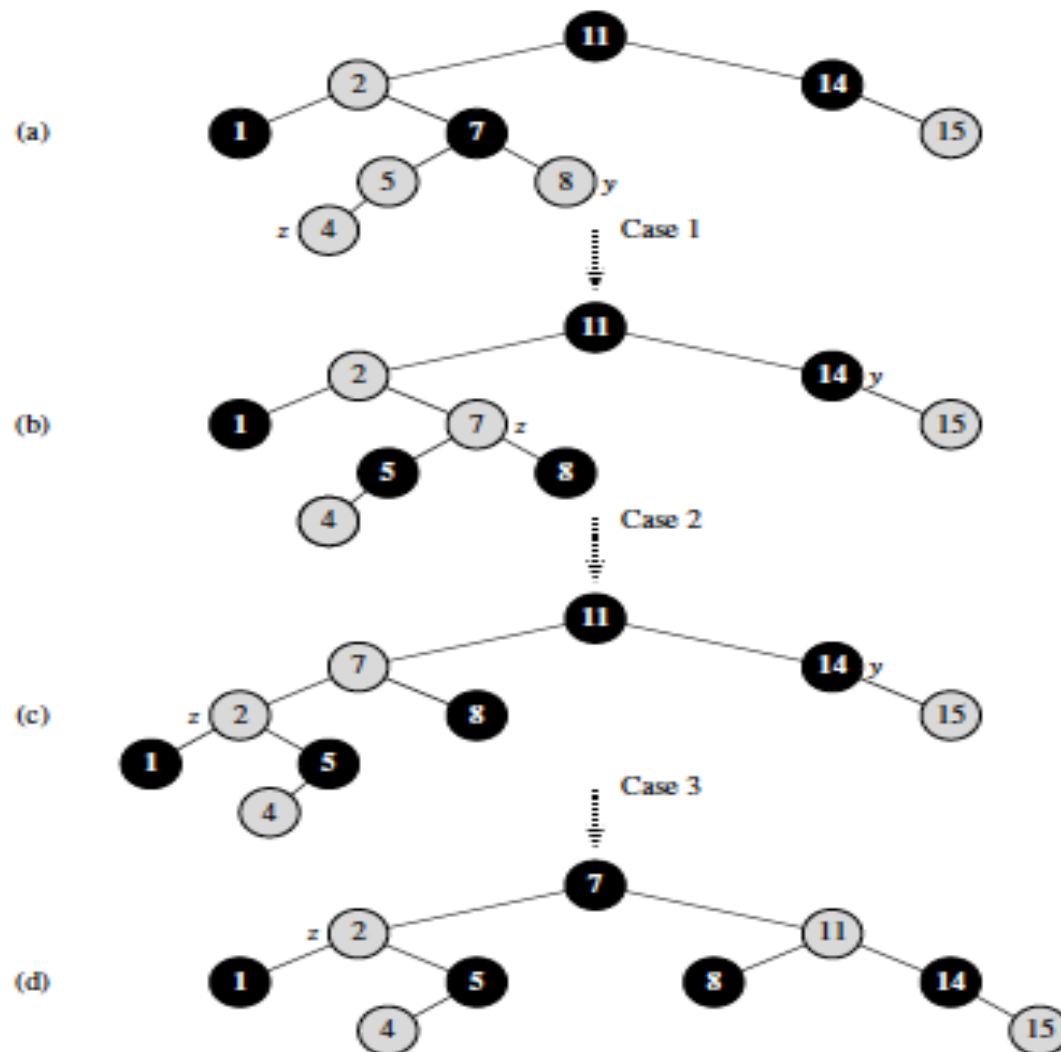 11
2 14
(a) 1 7 15
5 8 y
z 4 Case 1
11
2 14 y
(b) 1 7 z 15
5 8
4 Case 2
11
7 14 y
(c) z 2 8 15
1 5
4 Case 3
7
z 2 11
(d) 1 5 8 14
4 15